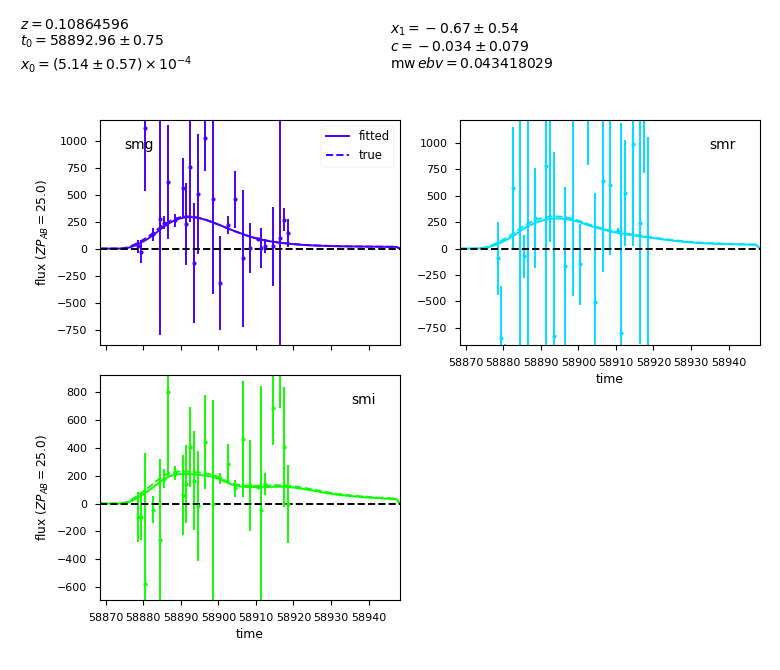 z = 0.10864596
t₀ = 58892.96 ± 0.75
x₀ = (5.14 ± 0.57) × 10⁻⁴
x₁ = −0.67 ± 0.54
c = −0.034 ± 0.079
mw ebv = 0.043418029
smg
fitted
true
1000
750
500
250
0
−250
−500
−750
flux (ZP_AB = 25.0)
smr
1000
750
500
250
0
−250
−500
−750
58870 58880 58890 58900 58910 58920 58930 58940
time
smi
800
600
400
200
0
−200
−400
−600
flux (ZP_AB = 25.0)
58870 58880 58890 58900 58910 58920 58930 58940
time